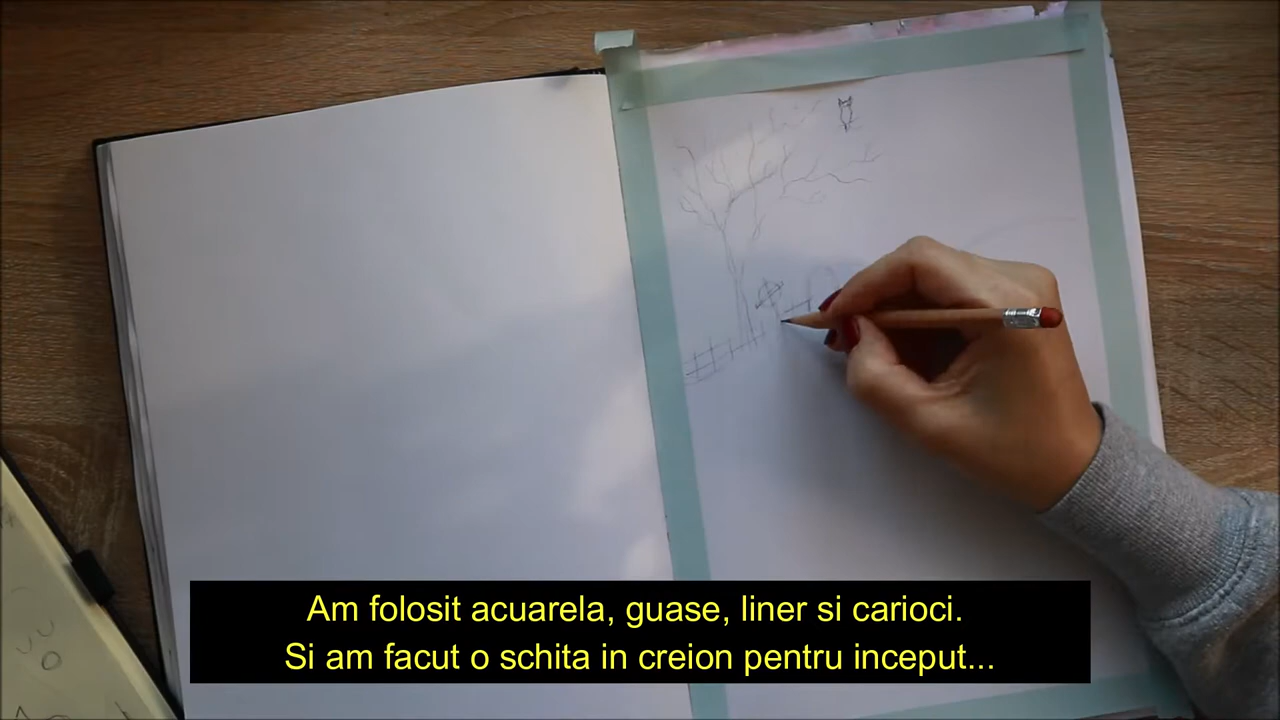 Am folosit acuarela, guase, liner si carioci.
Si am facut o schita in creion pentru inceput...